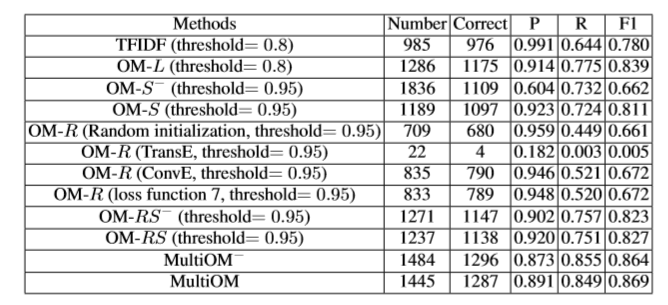 Methods Number Correct P R F1
TFIDF (threshold= 0.8) 985 976 0.991 0.644 0.780
OM-L (threshold= 0.8) 1286 1175 0.914 0.775 0.839
OM-S⁻ (threshold= 0.95) 1836 1109 0.604 0.732 0.662
OM-S (threshold= 0.95) 1189 1097 0.923 0.724 0.811
OM-R (Random initialization, threshold= 0.95) 709 680 0.959 0.449 0.661
OM-R (TransE, threshold= 0.95) 22 4 0.182 0.003 0.005
OM-R (ConvE, threshold= 0.95) 835 790 0.946 0.521 0.672
OM-R (loss function 7, threshold= 0.95) 833 789 0.948 0.520 0.672
OM-RS⁻ (threshold= 0.95) 1271 1147 0.902 0.757 0.823
OM-RS (threshold= 0.95) 1237 1138 0.920 0.751 0.827
MultiOM⁻ 1484 1296 0.873 0.855 0.864
MultiOM 1445 1287 0.891 0.849 0.869